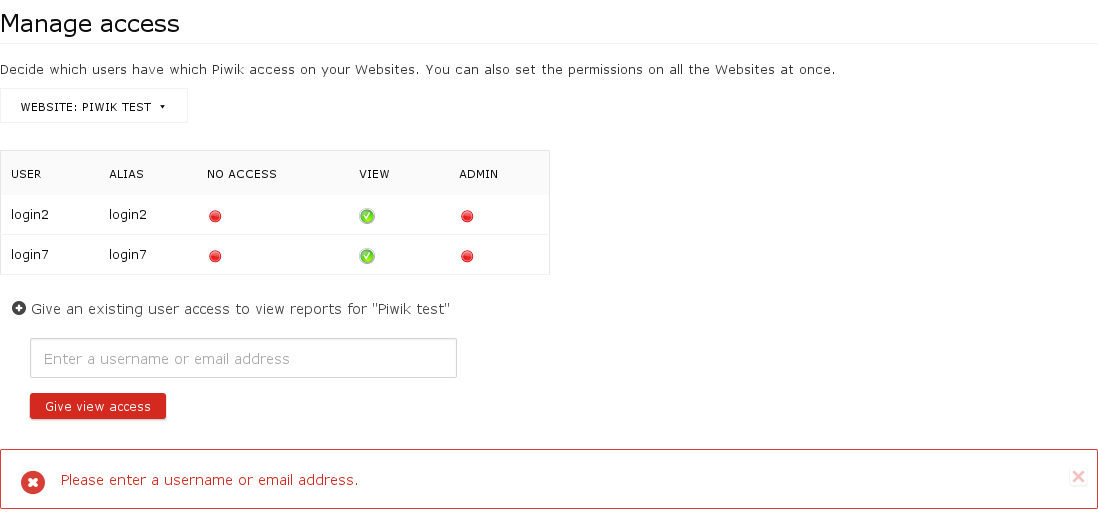 Manage access
Decide which users have which Piwik access on your Websites. You can also set the permissions on all the Websites at once.
WEBSITE: PIWIK TEST
USER ALIAS NO ACCESS VIEW ADMIN
login2 login2
login7 login7
Give an existing user access to view reports for "Piwik test"
Enter a username or email address
Give view access
Please enter a username or email address.